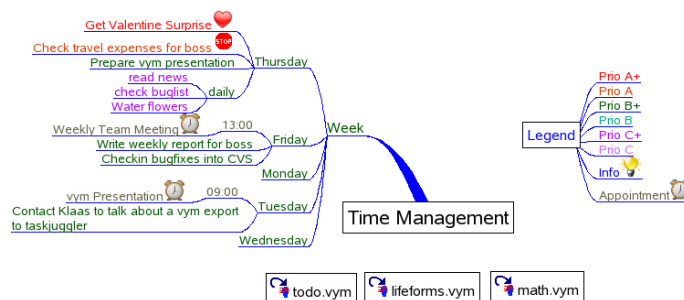 Get Valentine Surprise
STOP
Check travel expenses for boss
Prepare vym presentation
Thursday
read news
check buglist
daily
Water flowers
Weekly Team Meeting
13:00
Write weekly report for boss
Friday
Checkin bugfixes into CVS
Week
Monday
vym Presentation
09:00
Contact Klaas to talk about a vym export
to taskjuggler
Tuesday
Wednesday
Time Management
Legend
Prio A+
Prio A
Prio B+
Prio B
Prio C+
Prio C
Info
Appointment
todo.vym
lifeforms.vym
math.vym